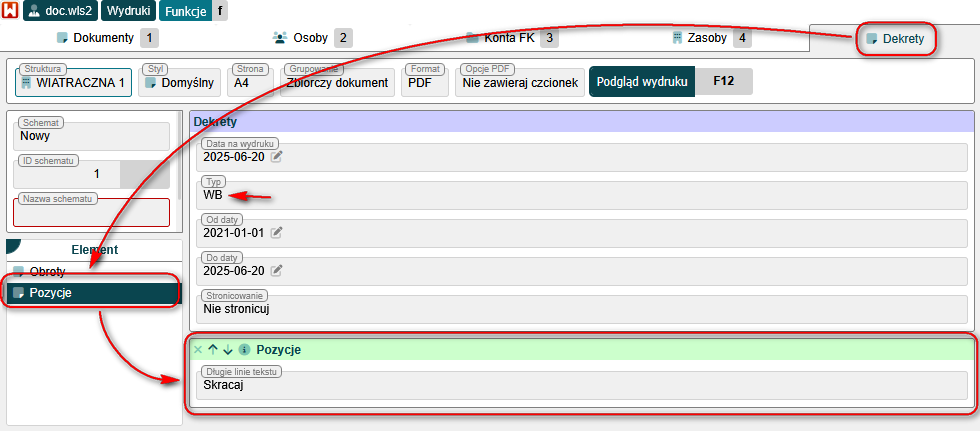 doc.wls2 Wydruki Funkcje f
Dokumenty 1 Osoby 2 Konta FK 3 Zasoby 4 Dekrety
Struktura Styl Strona Grupowanie Format Opcje PDF
WIATRACZNA 1 Domyślny A4 Zbiorczy dokument PDF Nie zawieraj czcionek Podgląd wydruku F12
Schemat
Nowy
ID schematu
1
Nazwa schematu
Element
Obroty
Pozycje
Dekrety
Data na wydruku
2025-06-20
Typ
WB
Od daty
2021-01-01
Do daty
2025-06-20
Stronicowanie
Nie stronicuj
Pozycje
Długie linie tekstu
Skracaj